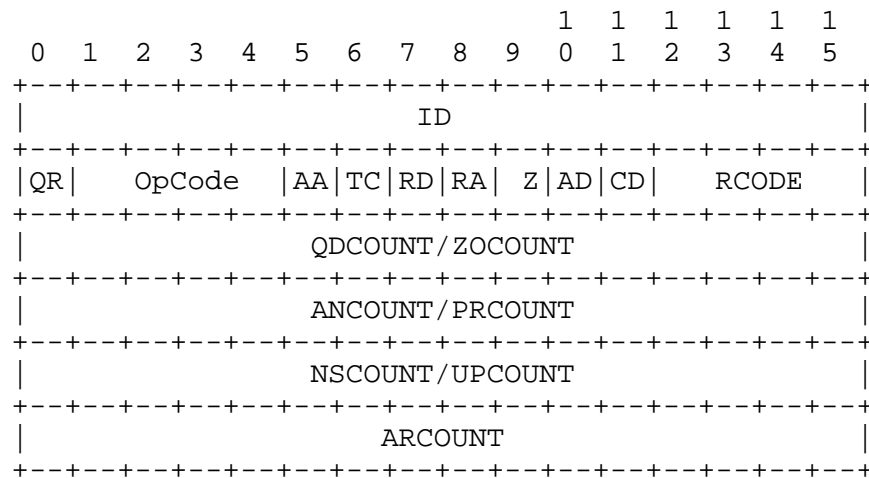 1  1  1  1  1  1
   0  1  2  3  4  5  6  7  8  9  0  1  2  3  4  5
 +--+--+--+--+--+--+--+--+--+--+--+--+--+--+--+--+
 |                      ID                       |
 +--+--+--+--+--+--+--+--+--+--+--+--+--+--+--+--+
 |QR|   OpCode  |AA|TC|RD|RA| Z|AD|CD|   RCODE   |
 +--+--+--+--+--+--+--+--+--+--+--+--+--+--+--+--+
 |                QDCOUNT/ZOCOUNT                |
 +--+--+--+--+--+--+--+--+--+--+--+--+--+--+--+--+
 |                ANCOUNT/PRCOUNT                |
 +--+--+--+--+--+--+--+--+--+--+--+--+--+--+--+--+
 |                NSCOUNT/UPCOUNT                |
 +--+--+--+--+--+--+--+--+--+--+--+--+--+--+--+--+
 |                    ARCOUNT                    |
 +--+--+--+--+--+--+--+--+--+--+--+--+--+--+--+--+